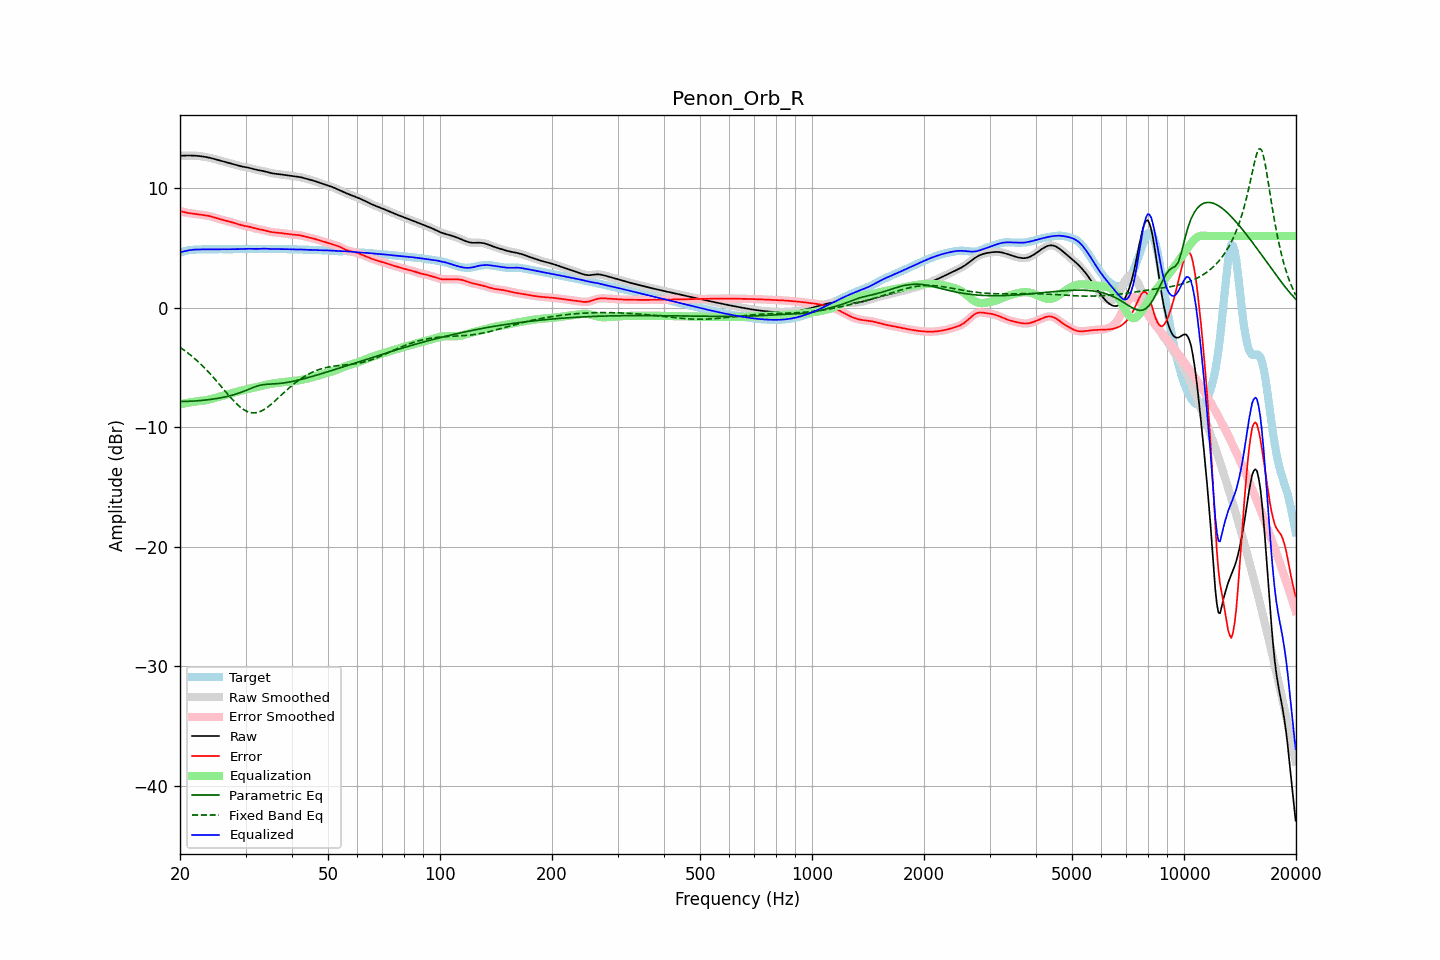 Penon_Orb_R
10
0
−10
−20
−30
−40
Amplitude (dBr)
Target
Raw Smoothed
Error Smoothed
Raw
Error
Equalization
Parametric Eq
Fixed Band Eq
Equalized
20 50 100 200 500 1000 2000 5000 10000 20000
Frequency (Hz)